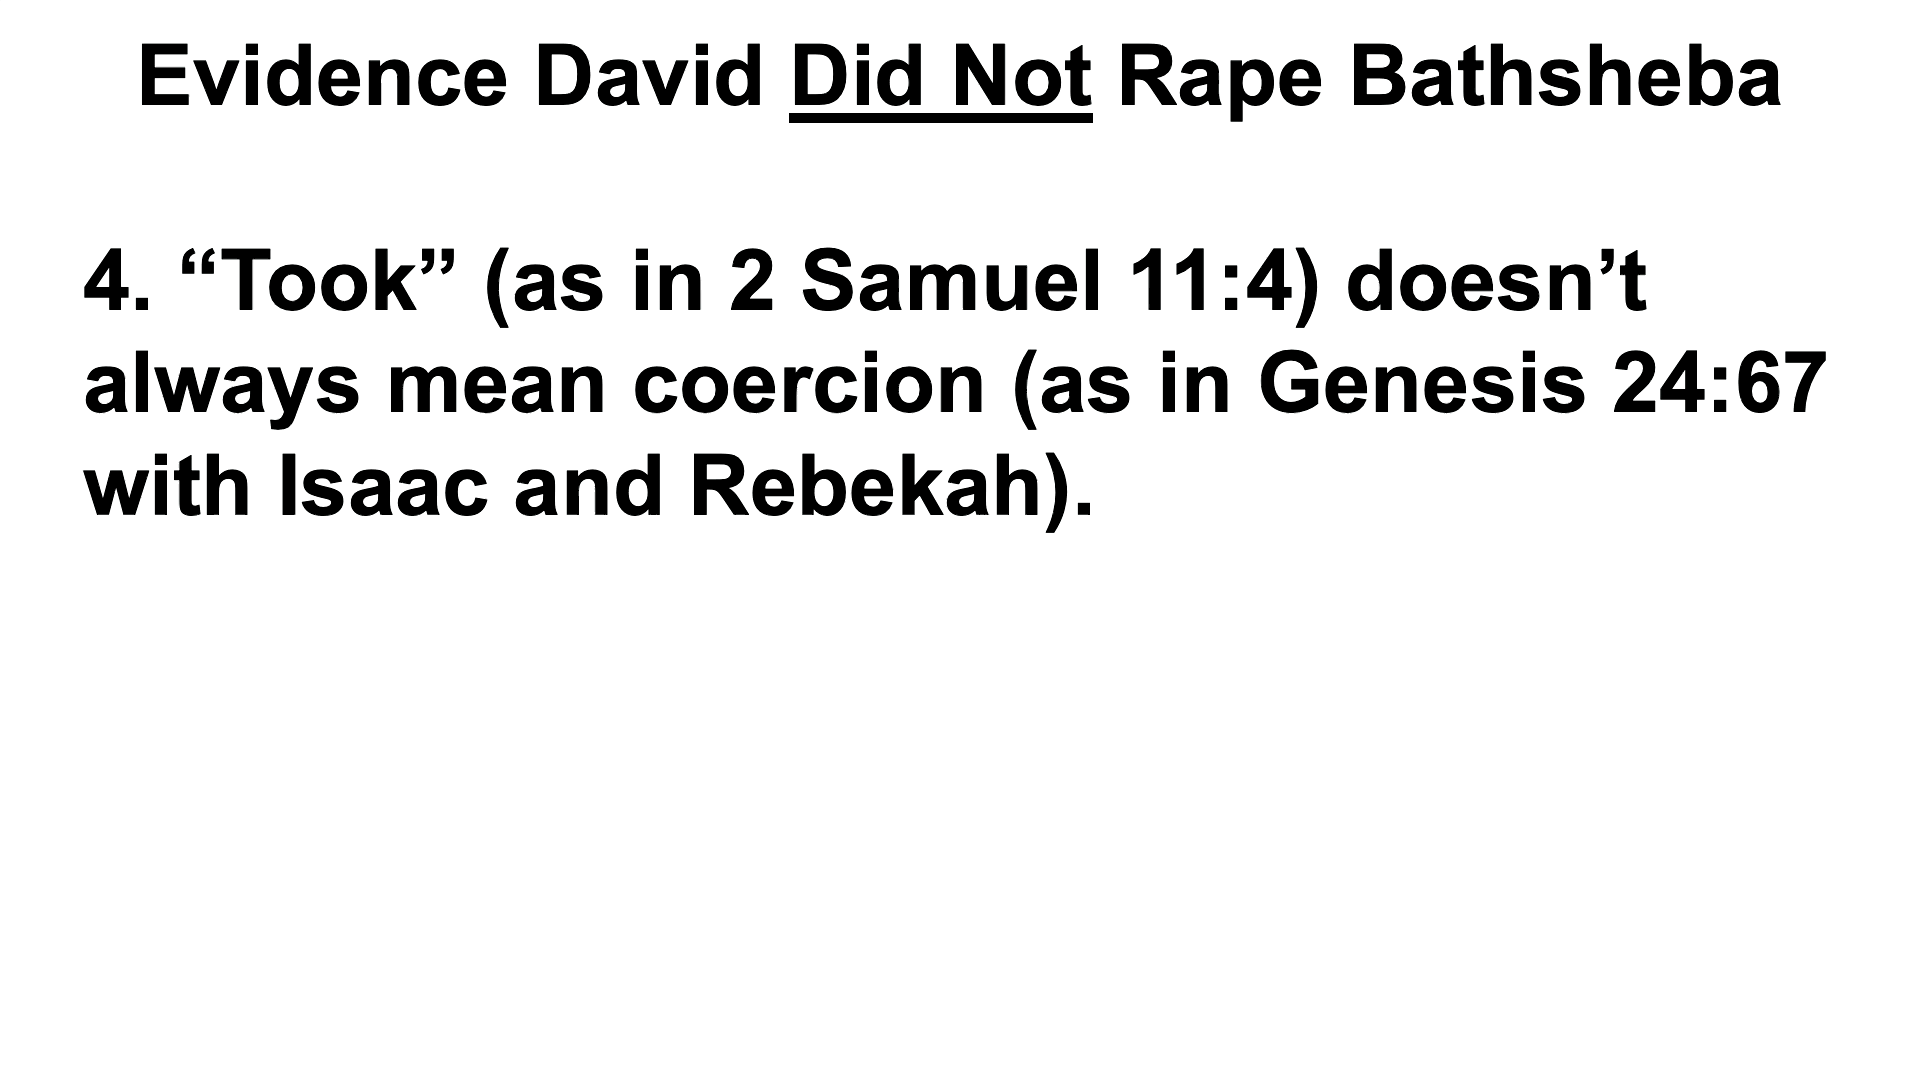 Evidence David Did Not Rape Bathsheba
4. “Took” (as in 2 Samuel 11:4) doesn’t
always mean coercion (as in Genesis 24:67
with Isaac and Rebekah).